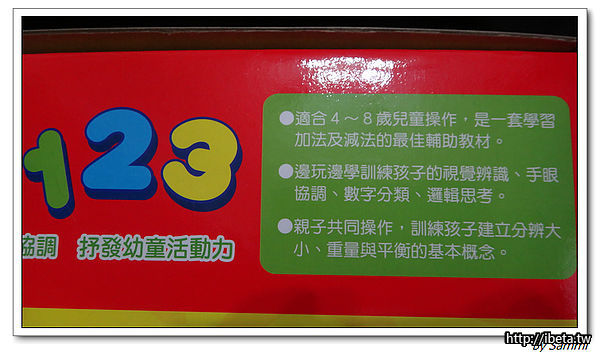 123
協調 抒發幼童活動力
●適合4～8歲兒童操作，是一套學習
加法及減法的最佳輔助教材。
●邊玩邊學訓練孩子的視覺辨識、手眼
協調、數字分類、邏輯思考。
●親子共同操作，訓練孩子建立分辨大
小、重量與平衡的基本概念。
http://ibeta.tw
by Sammi